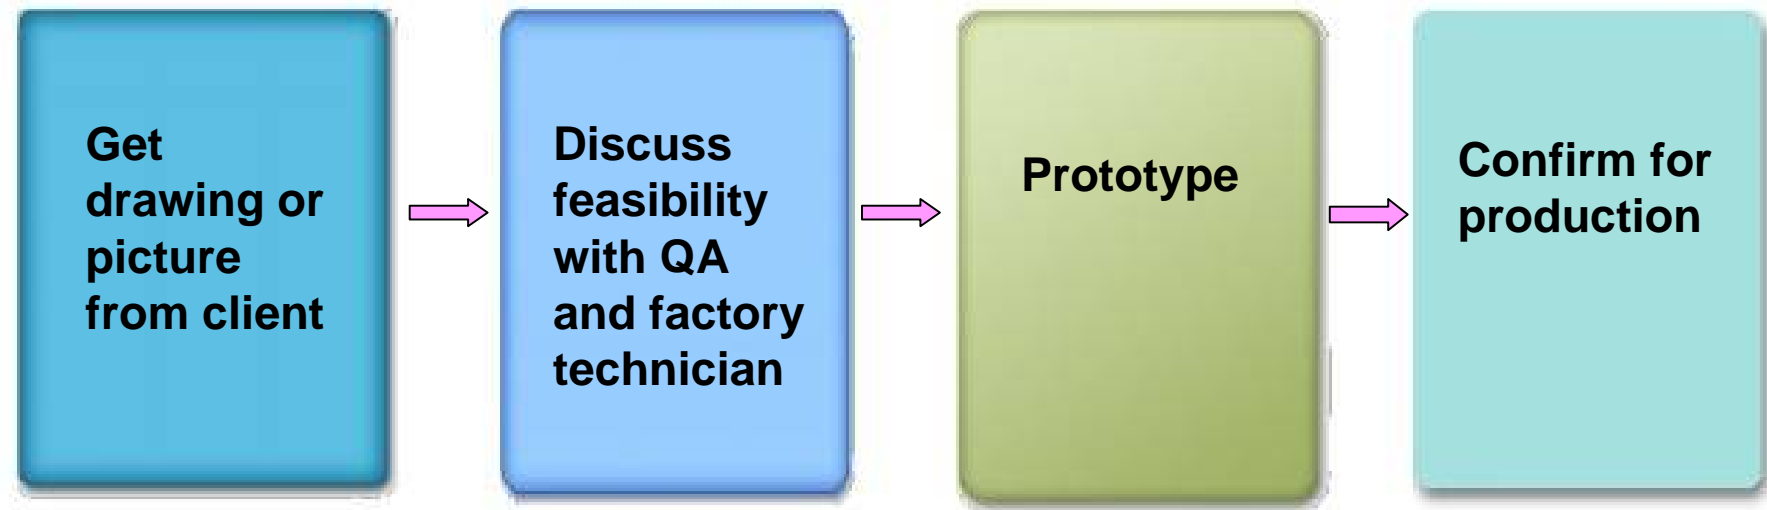 Get
drawing or
picture
from client
Discuss
feasibility
with QA
and factory
technician
Prototype
Confirm for
production